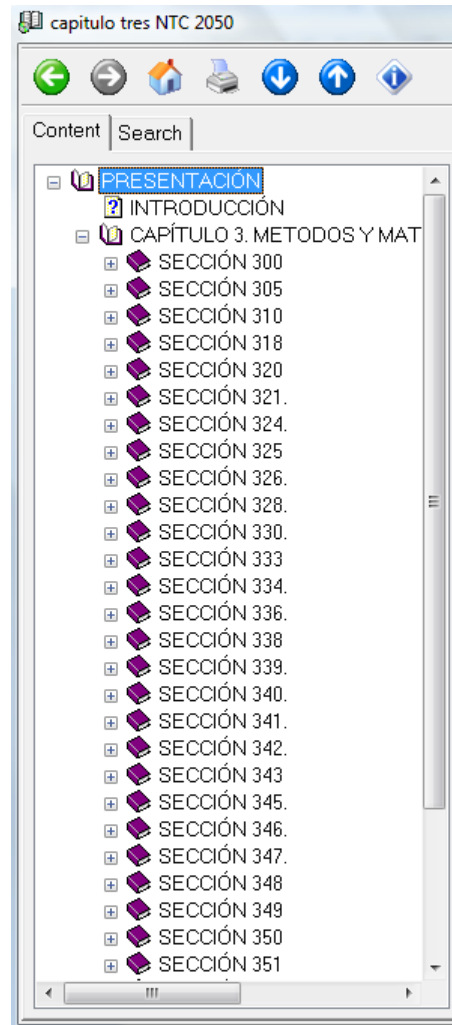 capitulo tres NTC 2050
Content Search
PRESENTACIÓN
INTRODUCCIÓN
CAPÍTULO 3. METODOS Y MAT
SECCIÓN 300
SECCIÓN 305
SECCIÓN 310
SECCIÓN 318
SECCIÓN 320
SECCIÓN 321.
SECCIÓN 324.
SECCIÓN 325
SECCIÓN 326.
SECCIÓN 328.
SECCIÓN 330.
SECCIÓN 333
SECCIÓN 334.
SECCIÓN 336.
SECCIÓN 338
SECCIÓN 339.
SECCIÓN 340.
SECCIÓN 341.
SECCIÓN 342.
SECCIÓN 343
SECCIÓN 345.
SECCIÓN 346.
SECCIÓN 347.
SECCIÓN 348
SECCIÓN 349
SECCIÓN 350
SECCIÓN 351